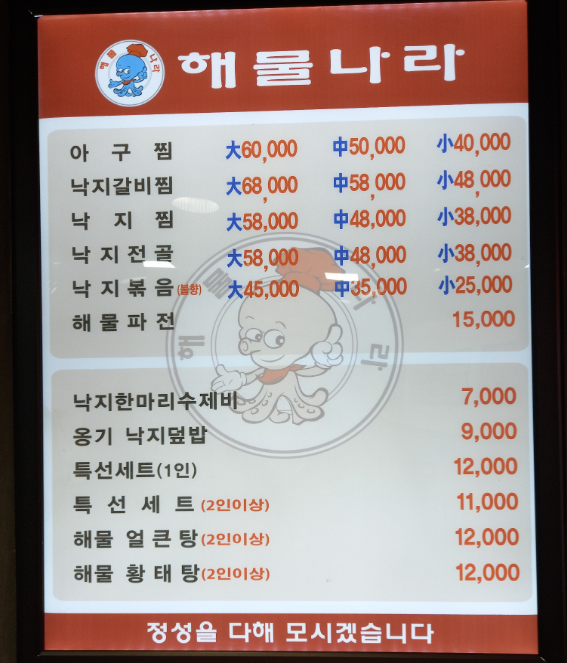 해물나라
해물나라
아구찜 大60,000 中50,000 小40,000
낙지갈비찜 大68,000 中58,000 小48,000
낙지찜 大58,000 中48,000 小38,000
낙지전골 大58,000 中48,000 小38,000
낙지볶음(불향) 大45,000 中35,000 小25,000
해물파전 15,000
해물나라
낙지한마리수제비 7,000
옹기 낙지덮밥 9,000
특선세트(1인) 12,000
특선세트(2인이상) 11,000
해물 얼큰탕(2인이상) 12,000
해물 황태탕(2인이상) 12,000
정성을 다해 모시겠습니다